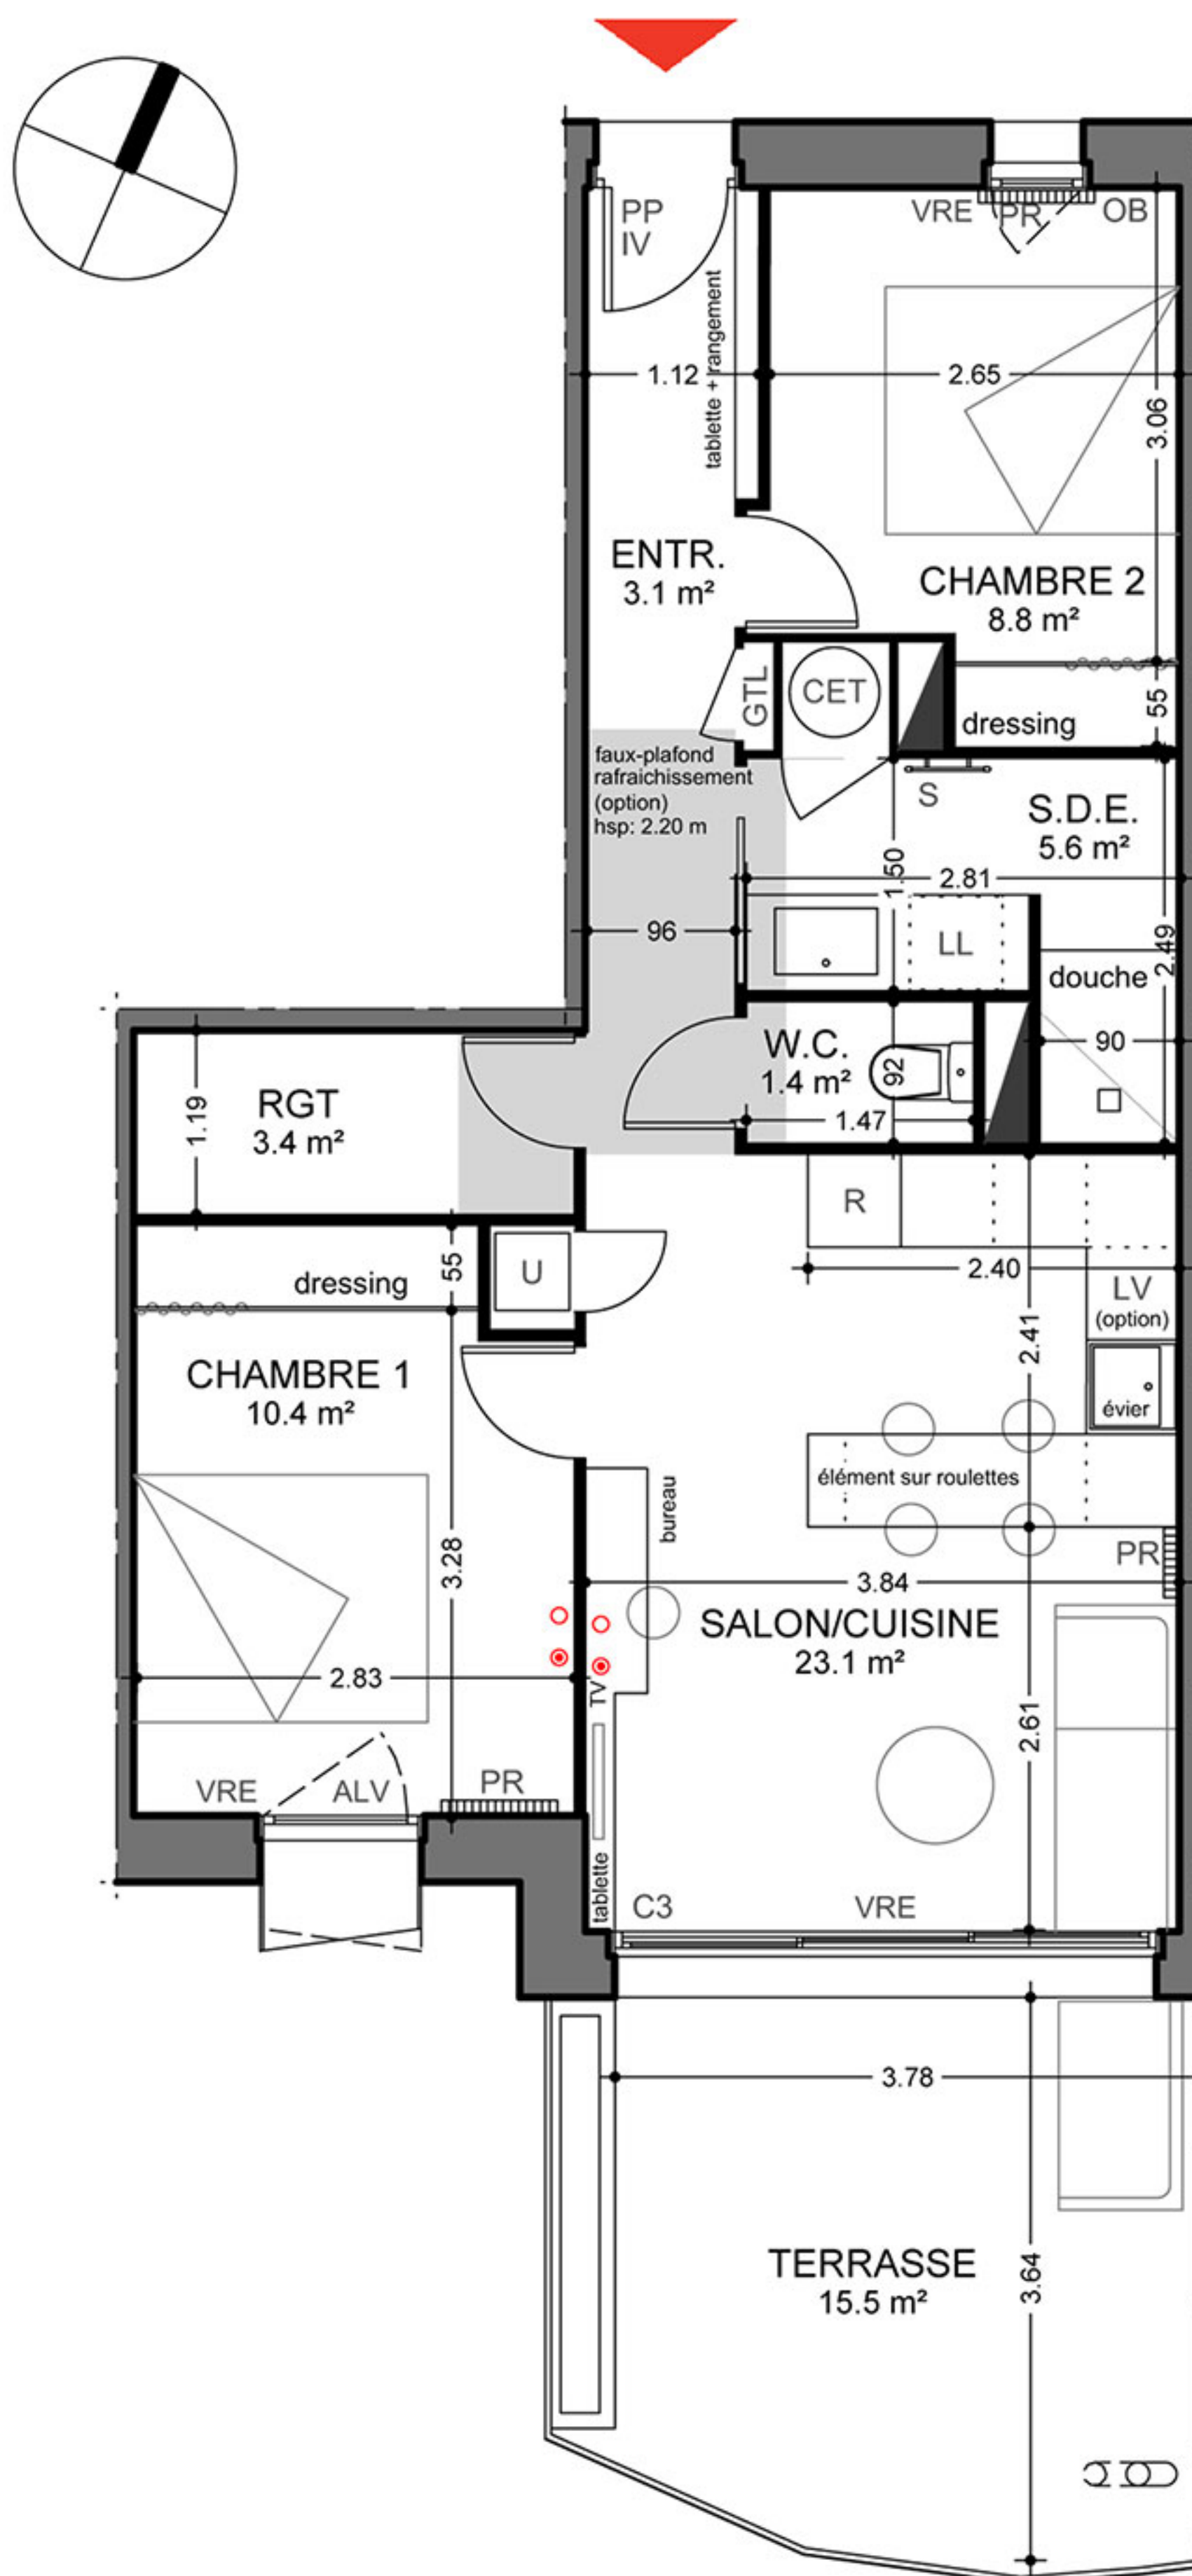 PP
IV
tablette + rangement
VRE
PR
OB
1.12
2.65
3.06
ENTR.
3.1 m²
CHAMBRE 2
8.8 m²
GTL
CET
dressing
55
faux-plafond
rafraichissement
(option)
hsp: 2.20 m
S
S.D.E.
5.6 m²
1.50
2.81
96
LL
2.49
douche
W.C.
1.4 m²
92
90
1.47
RGT
3.4 m²
1.19
R
2.40
U
dressing
55
LV
(option)
2.41
CHAMBRE 1
10.4 m²
évier
élément sur roulettes
bureau
3.28
PR
3.84
SALON/CUISINE
23.1 m²
2.83
TV
2.61
VRE
ALV
PR
tablette
C3
VRE
3.78
TERRASSE
15.5 m²
3.64